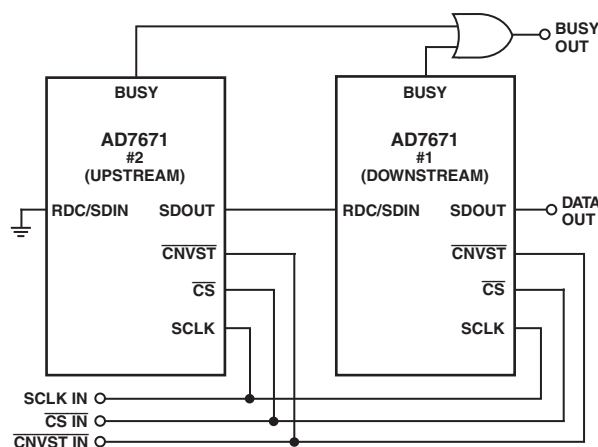 BUSY
OUT
BUSY
AD7671
#2
(UPSTREAM)
RDC/SDIN
SDOUT
CNVST
CS
SCLK
BUSY
AD7671
#1
(DOWNSTREAM)
RDC/SDIN
SDOUT
CNVST
CS
SCLK
DATA
OUT
SCLK IN
CS IN
CNVST IN